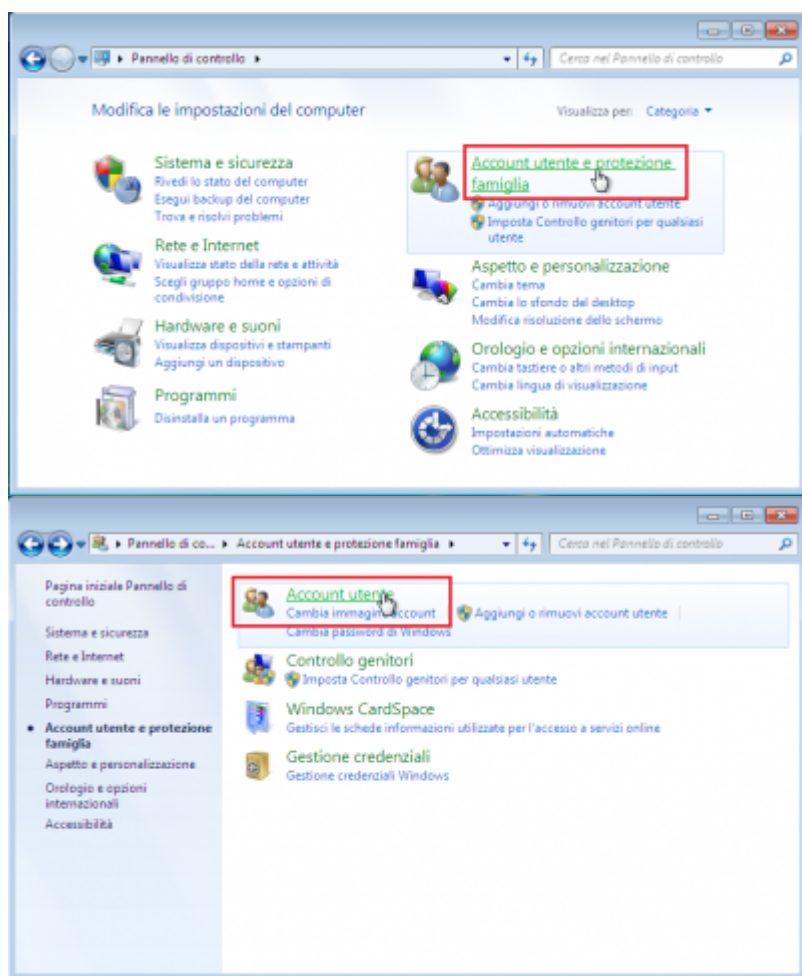 Pannello di controllo
Cerca nel Pannello di controllo
Modifica le impostazioni del computer
Visualizza per: Categoria
Sistema e sicurezza
Rivedi lo stato del computer
Esegui backup del computer
Trova e risolvi problemi
Rete e Internet
Visualizza stato della rete e attività
Scegli gruppo home e opzioni di
condivisione
Hardware e suoni
Visualizza dispositivi e stampanti
Aggiungi un dispositivo
Programmi
Disinstalla un programma
Account utente e protezione
famiglia
Aggiungi o rimuovi account utente
Imposta Controllo genitori per qualsiasi
utente
Aspetto e personalizzazione
Cambia tema
Cambia lo sfondo del desktop
Modifica risoluzione dello schermo
Orologio e opzioni internazionali
Cambia tastiere o altri metodi di input
Cambia lingua di visualizzazione
Accessibilità
Impostazioni automatiche
Ottimizza visualizzazione
Pannello di co... Account utente e protezione famiglia
Cerca nel Pannello di controllo
Pagina iniziale Pannello di
controllo
Sistema e sicurezza
Rete e Internet
Hardware e suoni
Programmi
Account utente e protezione
famiglia
Aspetto e personalizzazione
Orologio e opzioni
internazionali
Accessibilità
Account utente
Cambia immagine account Aggiungi o rimuovi account utente
Cambia password di Windows
Controllo genitori
Imposta Controllo genitori per qualsiasi utente
Windows CardSpace
Gestisci le schede informazioni utilizzate per l'accesso a servizi online
Gestione credenziali
Gestione credenziali Windows